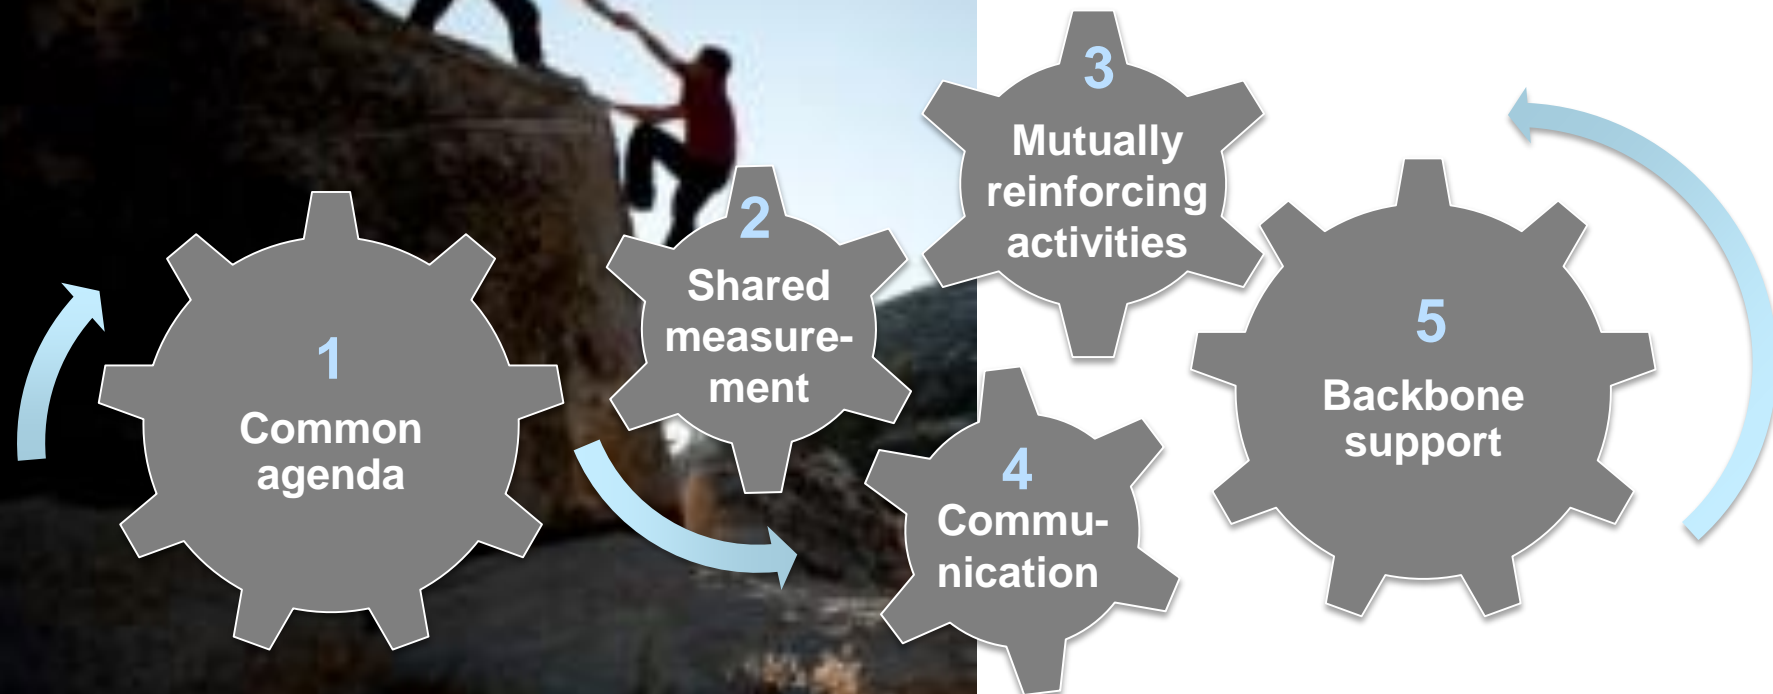 1
Common
agenda
2
Shared
measure-
ment
3
Mutually
reinforcing
activities
4
Commu-
nication
5
Backbone
support